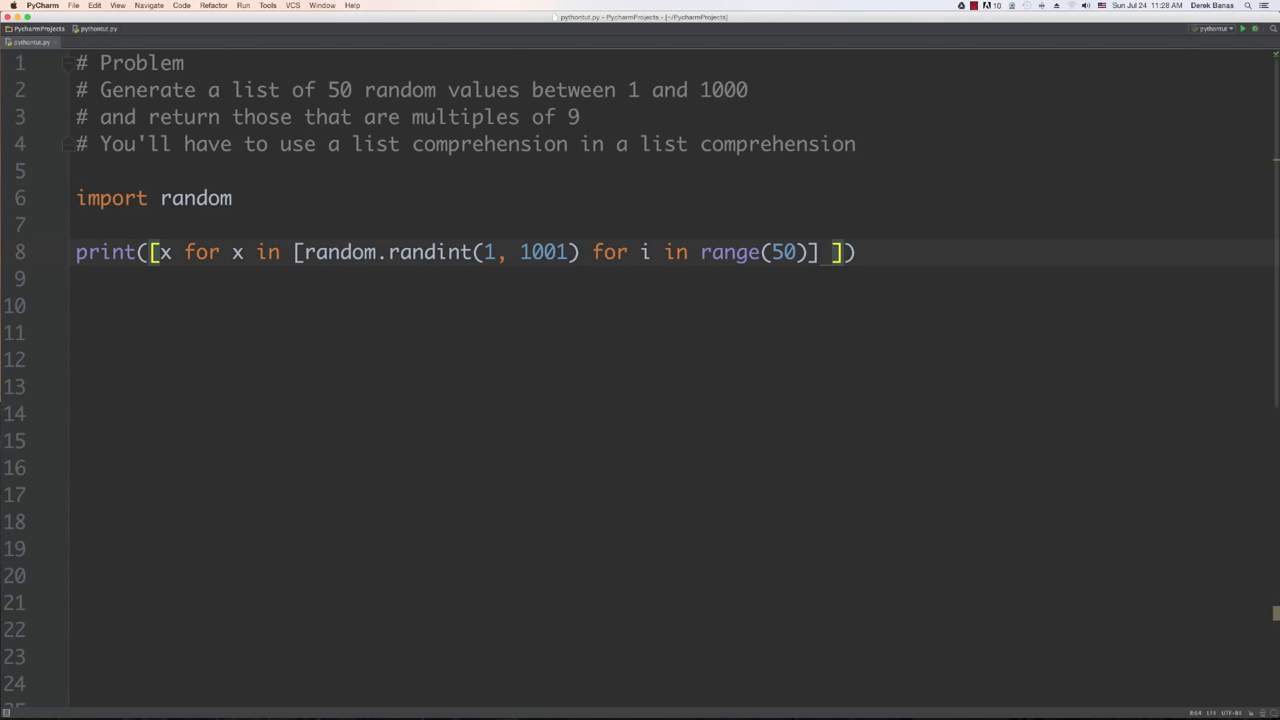 PyCharm File Edit View Navigate Code Refactor Run Tools VCS Window Help 10 Sun Jul 24 11:28 AM Derek Banas
pythontut.py - PycharmProjects - [~/PycharmProjects]
PycharmProjects pythontut.py pythontut
pythontut.py
1 # Problem
2 # Generate a list of 50 random values between 1 and 1000
3 # and return those that are multiples of 9
4 # You'll have to use a list comprehension in a list comprehension
5
6 import random
7
8 print([x for x in [random.randint(1, 1001) for i in range(50)] ])
9
10
11
12
13
14
15
16
17
18
19
20
21
22
23
24
8:64 LF÷ UTF-8÷